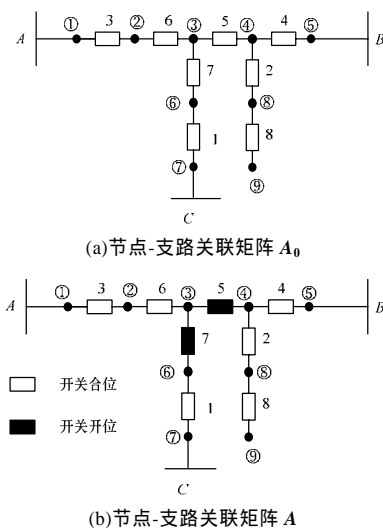 A ① 3 ② 6 ③ 5 ④ 4 ⑤ B
7 2
⑥ ⑧
1 8
⑦ ⑨
C
(a)节点-支路关联矩阵 A₀
A ① 3 ② 6 ③ 5 ④ 4 ⑤ B
7 2
开关合位 ⑥ ⑧
1 8
开关开位 ⑦ ⑨
C
(b)节点-支路关联矩阵 A